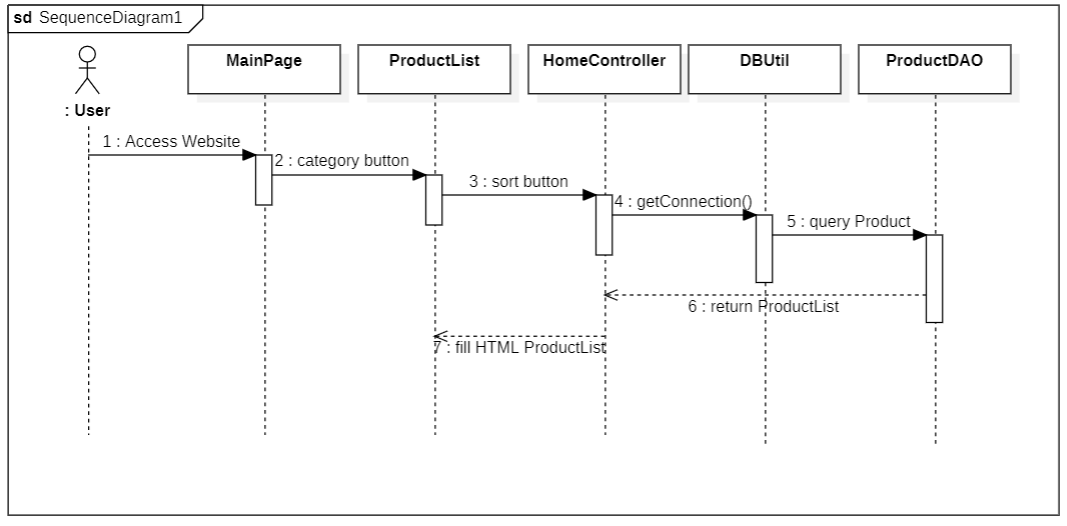 sd SequenceDiagram1
MainPage
ProductList
HomeController
DBUtil
ProductDAO
: User
1 : Access Website
2 : category button
3 : sort button
4 : getConnection()
5 : query Product
6 : return ProductList
7 : fill HTML ProductList